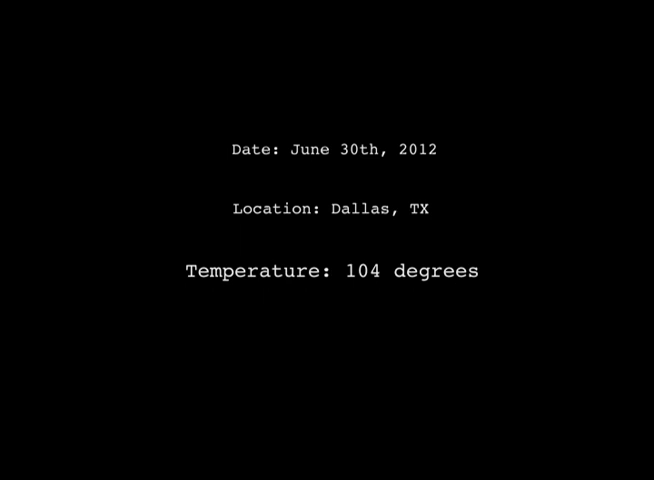 Date: June 30th, 2012
Location: Dallas, TX
Temperature: 104 degrees